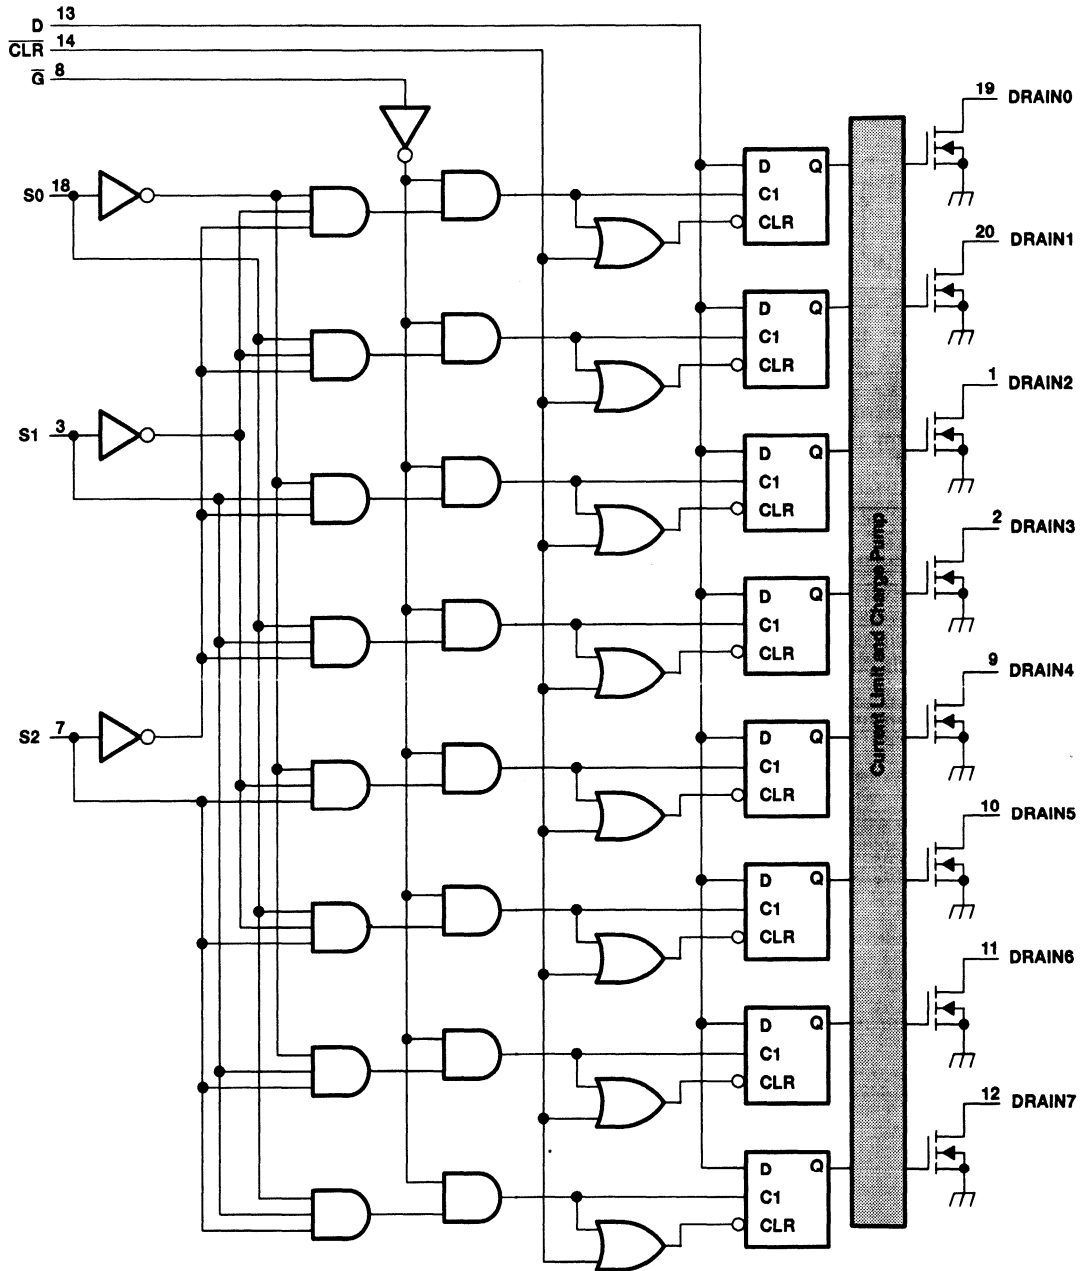 D 13
CLR 14
G 8
19 DRAIN0
D Q
S0 18
C1
CLR
20 DRAIN1
D Q
C1
CLR
1 DRAIN2
S1 3
D Q
C1
CLR
2 DRAIN3
Current Limit and Charge Pump
D Q
C1
CLR
9 DRAIN4
S2 7
D Q
C1
CLR
10 DRAIN5
D Q
C1
CLR
11 DRAIN6
D Q
C1
CLR
12 DRAIN7
D Q
C1
CLR